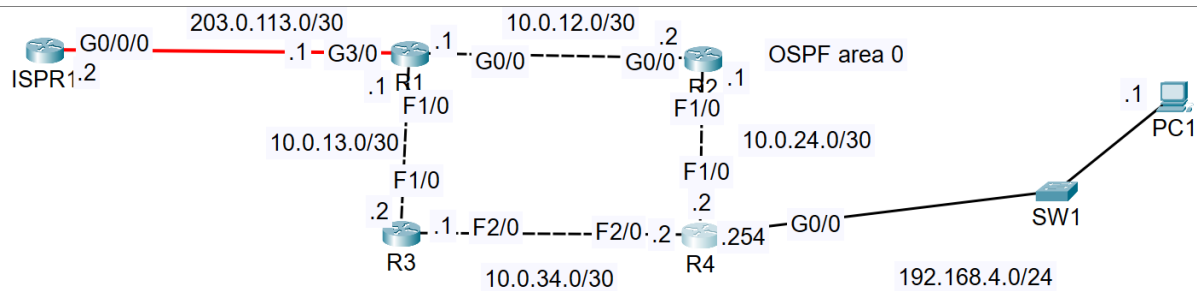 203.0.113.0/30
10.0.12.0/30
G0/0/0
.1
G3/0
.1
G0/0
.2
G0/0
OSPF area 0
ISPR1
.2
R1
R2
.1
.1
F1/0
F1/0
.1
PC1
10.0.13.0/30
10.0.24.0/30
F1/0
F1/0
.2
.2
SW1
.1
F2/0
F2/0
.2
.254
G0/0
R3
R4
10.0.34.0/30
192.168.4.0/24